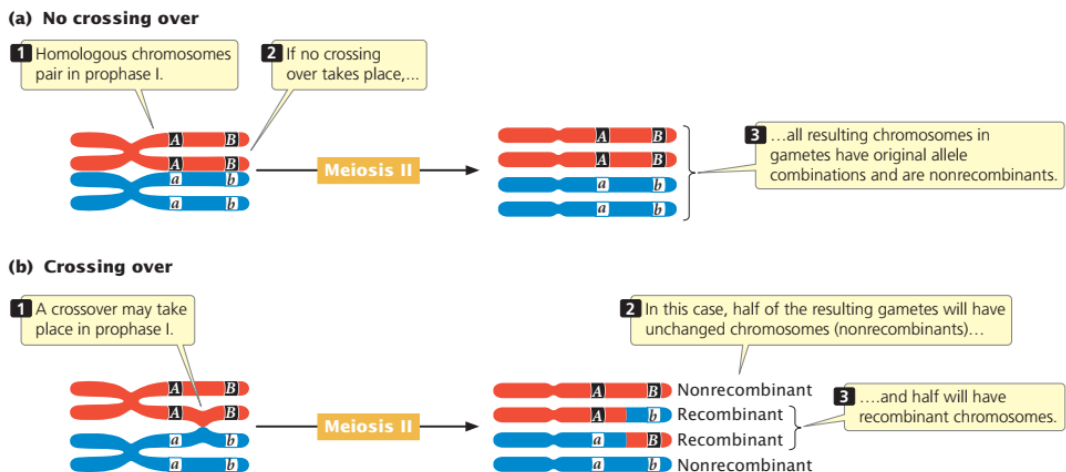 (a) No crossing over
1 Homologous chromosomes
pair in prophase I.
2 If no crossing
over takes place,...
A B
A B
a b
a b
Meiosis II
A B
A B
a b
a b
3 ...all resulting chromosomes in
gametes have original allele
combinations and are nonrecombinants.
(b) Crossing over
1 A crossover may take
place in prophase I.
2 In this case, half of the resulting gametes will have
unchanged chromosomes (nonrecombinants)...
A B
A B
a b
a b
Meiosis II
A B Nonrecombinant
A b Recombinant
a B Recombinant
a b Nonrecombinant
3 ....and half will have
recombinant chromosomes.